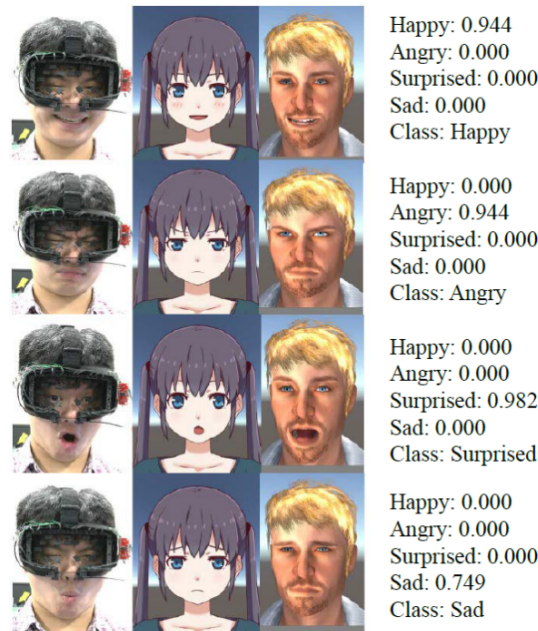 Happy: 0.944
Angry: 0.000
Surprised: 0.000
Sad: 0.000
Class: Happy
Happy: 0.000
Angry: 0.944
Surprised: 0.000
Sad: 0.000
Class: Angry
Happy: 0.000
Angry: 0.000
Surprised: 0.982
Sad: 0.000
Class: Surprised
Happy: 0.000
Angry: 0.000
Surprised: 0.000
Sad: 0.749
Class: Sad